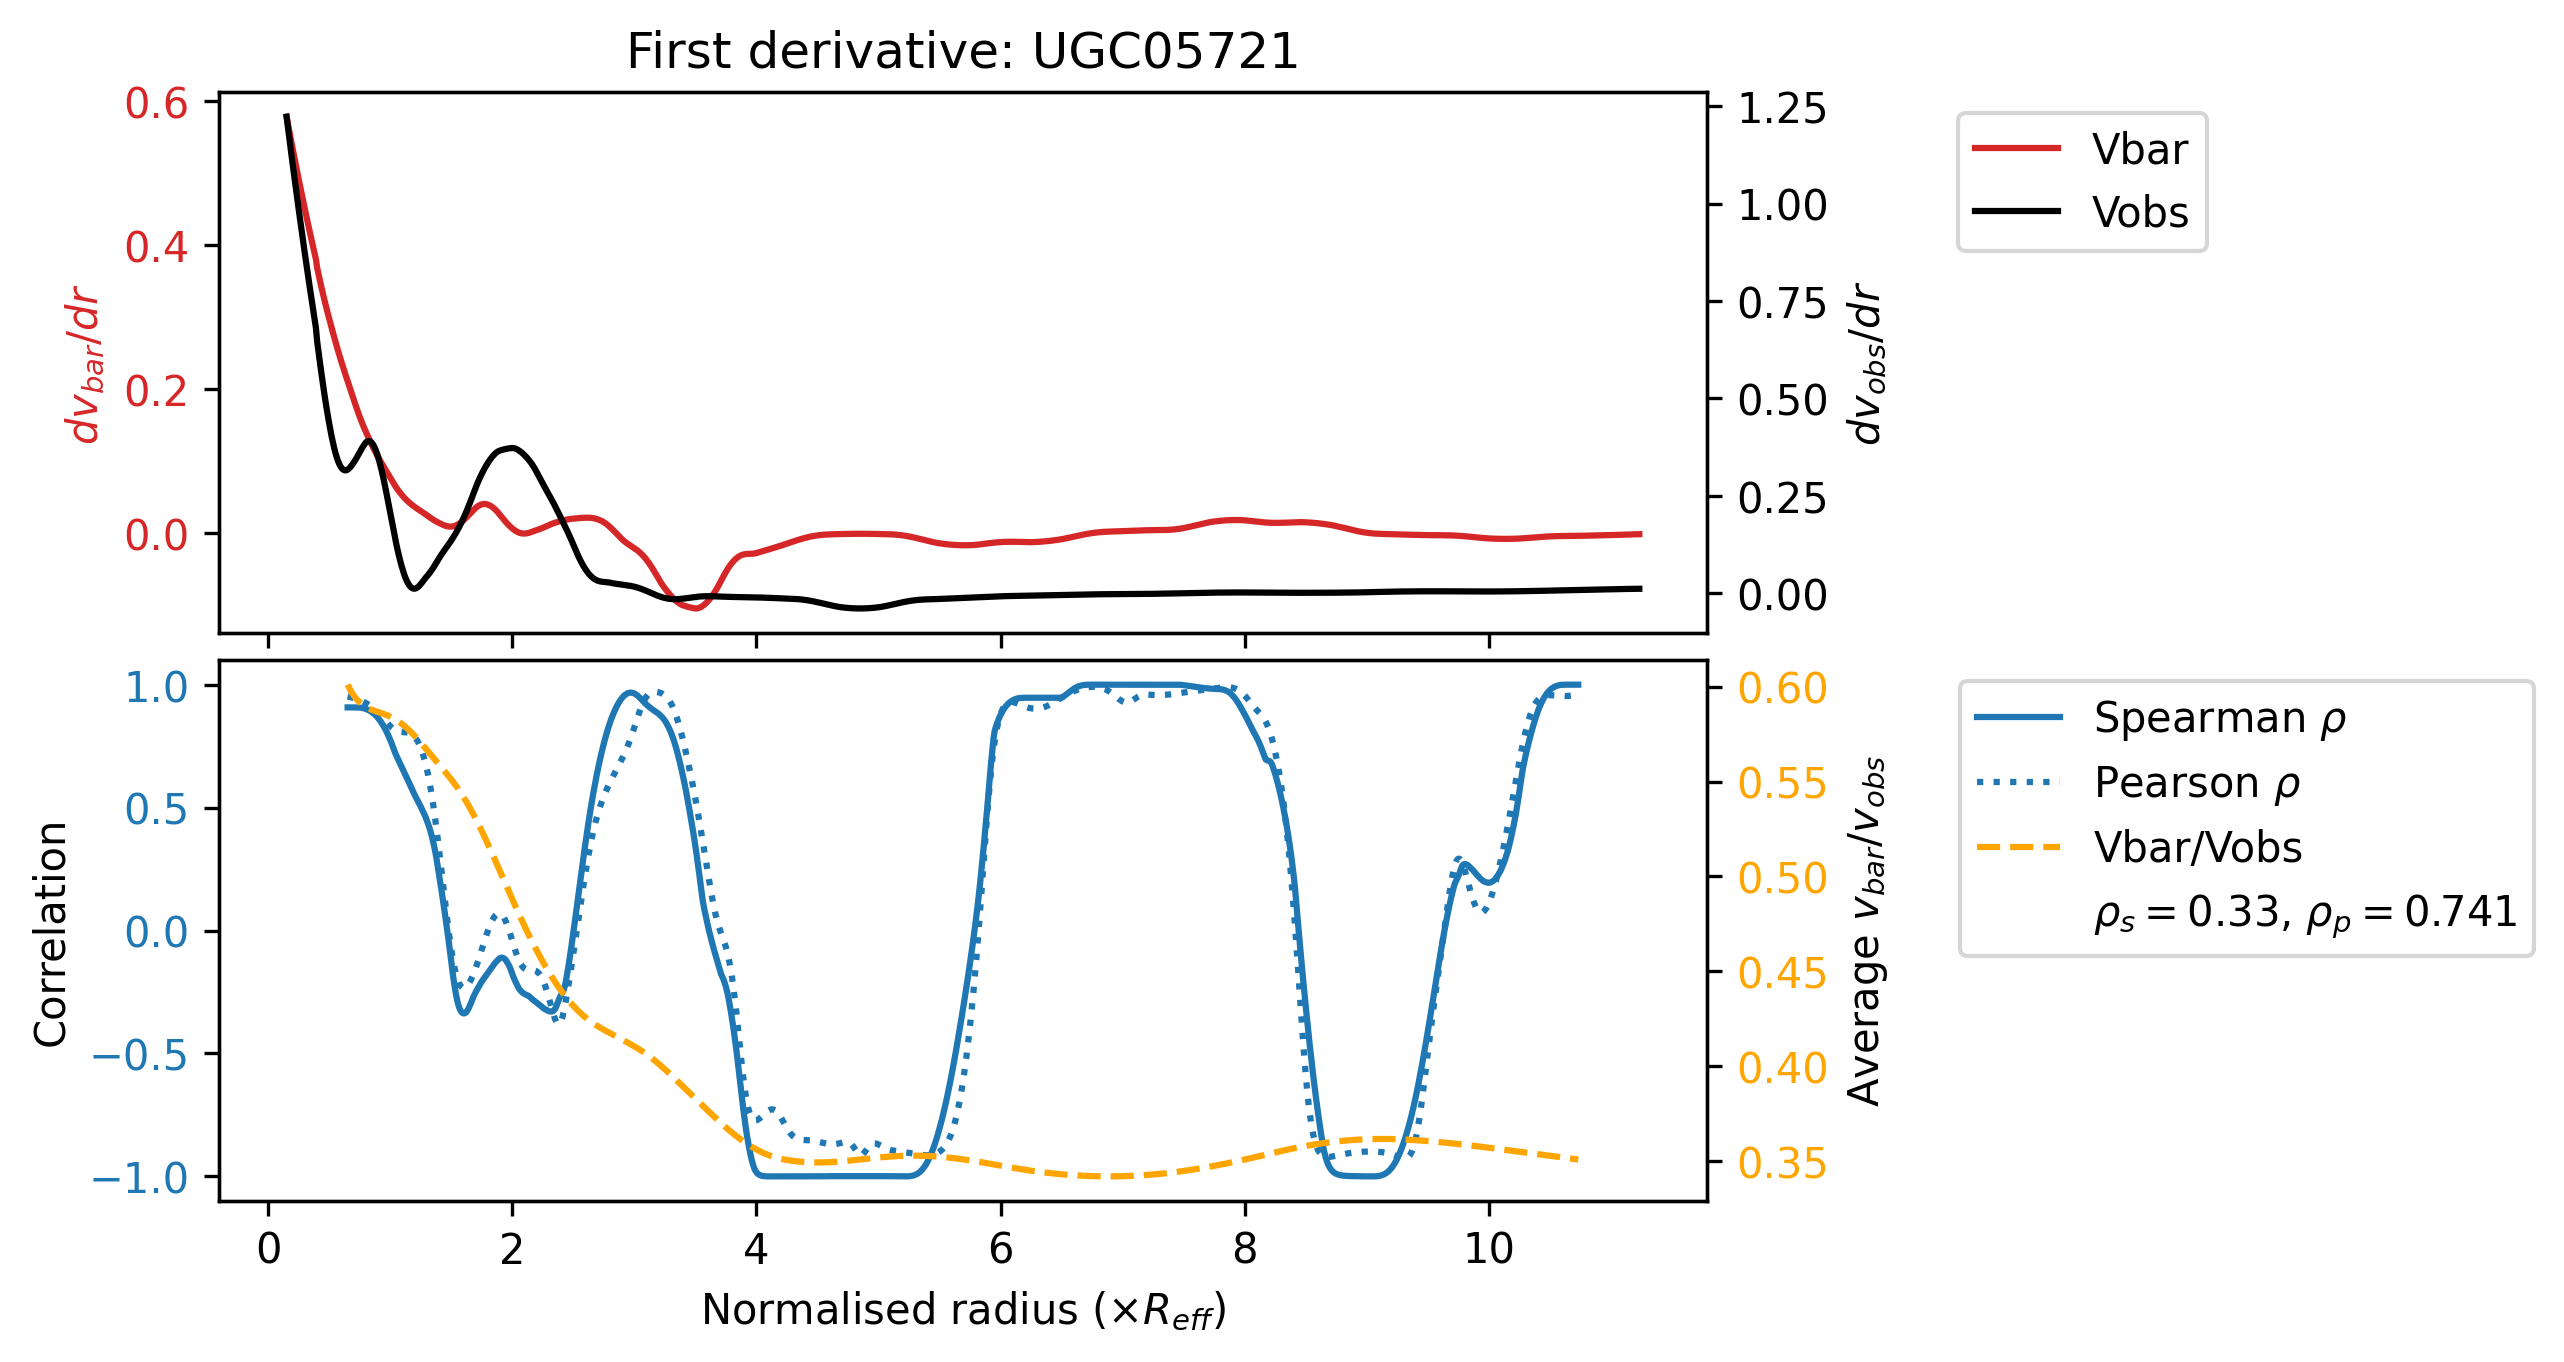 First derivative: UGC05721
0.6
0.4
0.2
0.0
dv_bar/dr
1.25
1.00
0.75
0.50
0.25
0.00
dv_obs/dr
Vbar
Vobs
1.0
0.5
0.0
−0.5
−1.0
Correlation
0.60
0.55
0.50
0.45
0.40
0.35
Average v_bar/v_obs
Spearman ρ
Pearson ρ
Vbar/Vobs
ρ_s = 0.33, ρ_p = 0.741
0 2 4 6 8 10
Normalised radius (×R_eff)